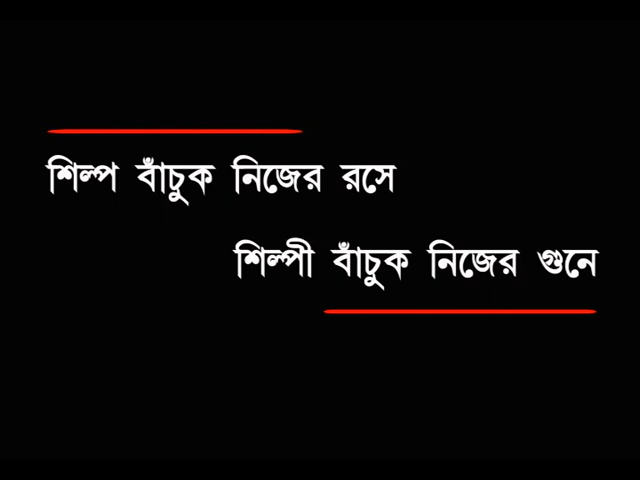 শিল্প বাঁচুক নিজের রসে
শিল্পী বাঁচুক নিজের গুনে